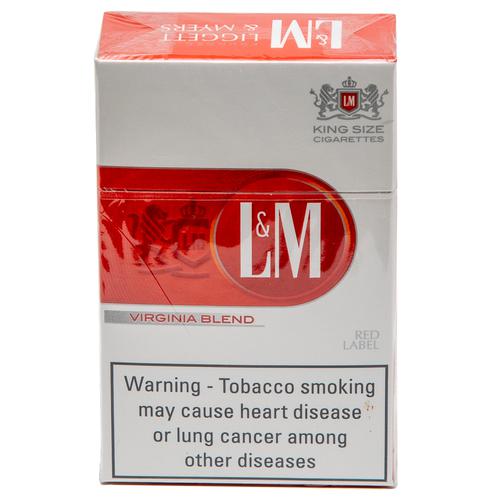 LIGGETT
& MYERS
L&M
LM
KING SIZE
CIGARETTES
L&M
VIRGINIA BLEND
RED
LABEL
Warning - Tobacco smoking
may cause heart disease
or lung cancer among
other diseases